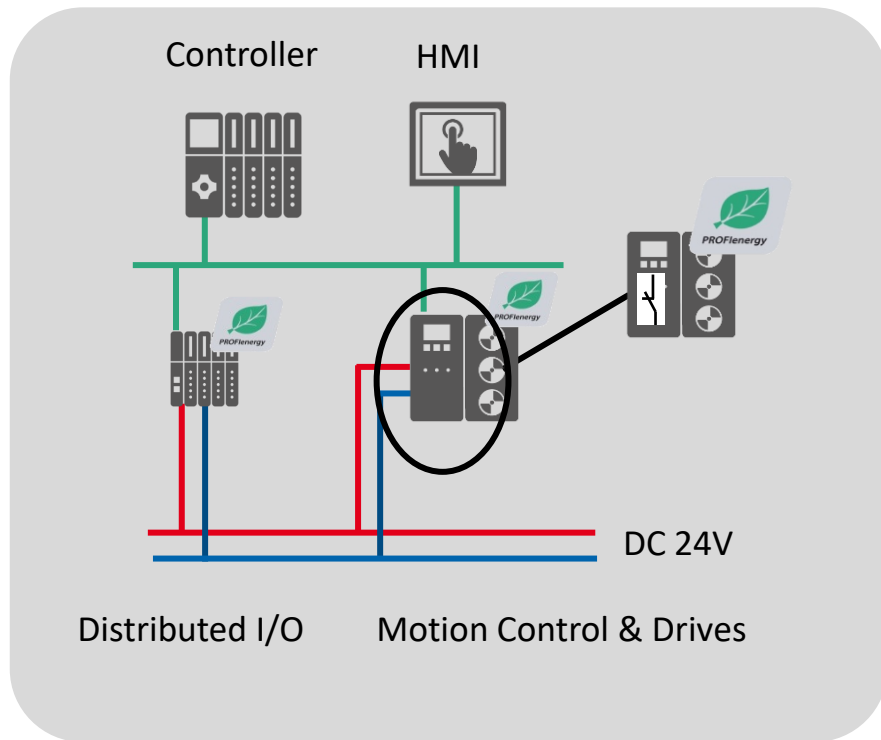 Controller
HMI
PROFIenergy
PROFIenergy
PROFIenergy
DC 24V
Distributed I/O
Motion Control & Drives